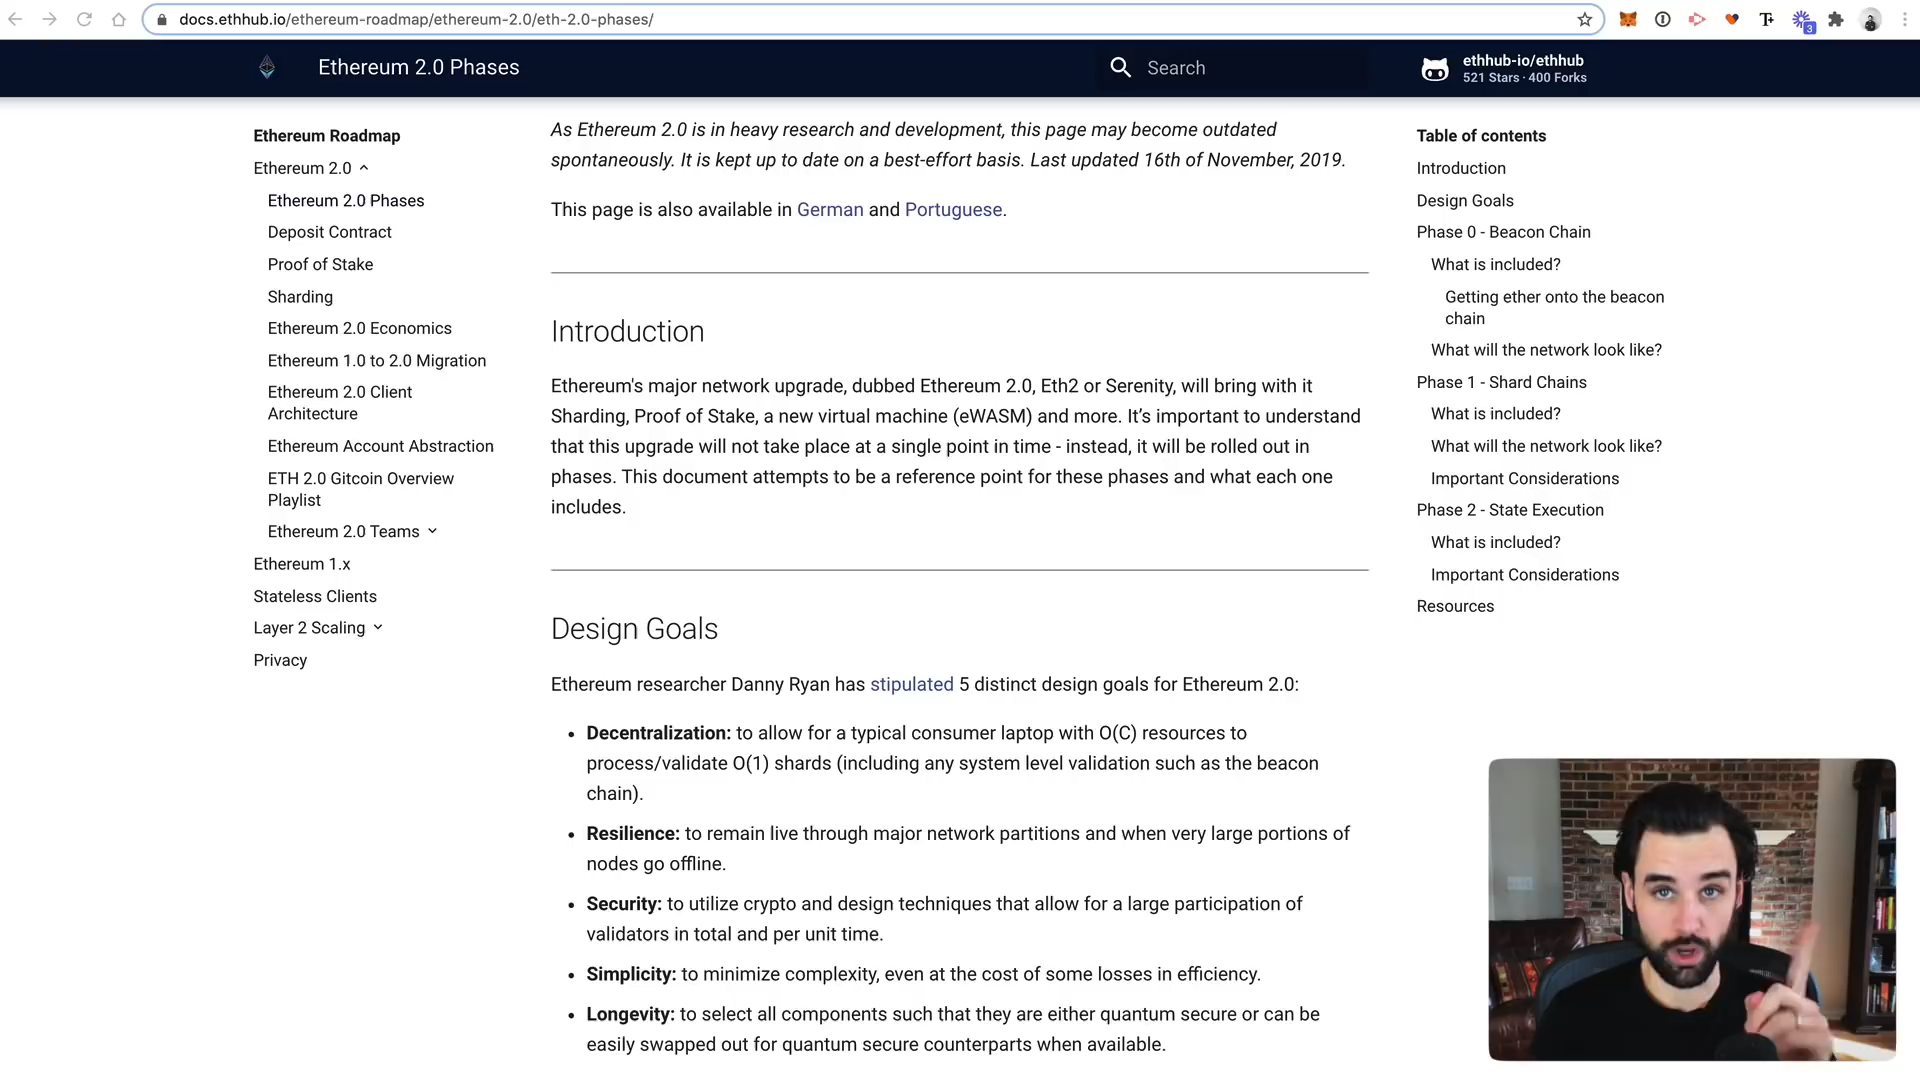 docs.ethhub.io/ethereum-roadmap/ethereum-2.0/eth-2.0-phases/
3
Ethereum 2.0 Phases
Search
ethhub-io/ethhub
521 Stars · 400 Forks
Ethereum Roadmap
Ethereum 2.0
Ethereum 2.0 Phases
Deposit Contract
Proof of Stake
Sharding
Ethereum 2.0 Economics
Ethereum 1.0 to 2.0 Migration
Ethereum 2.0 Client
Architecture
Ethereum Account Abstraction
ETH 2.0 Gitcoin Overview
Playlist
Ethereum 2.0 Teams
Ethereum 1.x
Stateless Clients
Layer 2 Scaling
Privacy
As Ethereum 2.0 is in heavy research and development, this page may become outdated
spontaneously. It is kept up to date on a best-effort basis. Last updated 16th of November, 2019.
This page is also available in German and Portuguese.
Introduction
Ethereum's major network upgrade, dubbed Ethereum 2.0, Eth2 or Serenity, will bring with it
Sharding, Proof of Stake, a new virtual machine (eWASM) and more. It’s important to understand
that this upgrade will not take place at a single point in time - instead, it will be rolled out in
phases. This document attempts to be a reference point for these phases and what each one
includes.
Design Goals
Ethereum researcher Danny Ryan has stipulated 5 distinct design goals for Ethereum 2.0:
• Decentralization: to allow for a typical consumer laptop with O(C) resources to
process/validate O(1) shards (including any system level validation such as the beacon
chain).
• Resilience: to remain live through major network partitions and when very large portions of
nodes go offline.
• Security: to utilize crypto and design techniques that allow for a large participation of
validators in total and per unit time.
• Simplicity: to minimize complexity, even at the cost of some losses in efficiency.
• Longevity: to select all components such that they are either quantum secure or can be
easily swapped out for quantum secure counterparts when available.
Table of contents
Introduction
Design Goals
Phase 0 - Beacon Chain
What is included?
Getting ether onto the beacon
chain
What will the network look like?
Phase 1 - Shard Chains
What is included?
What will the network look like?
Important Considerations
Phase 2 - State Execution
What is included?
Important Considerations
Resources